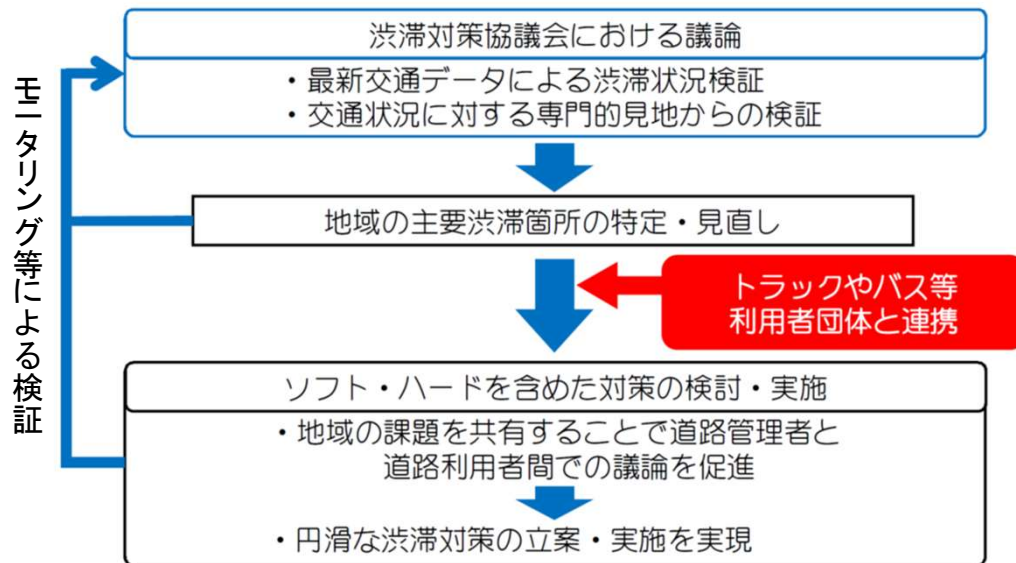 渋滞対策協議会における議論
・最新交通データによる渋滞状況検証
・交通状況に対する専門的見地からの検証
地域の主要渋滞箇所の特定・見直し
トラックやバス等
利用者団体と連携
ソフト・ハードを含めた対策の検討・実施
・地域の課題を共有することで道路管理者と
道路利用者間での議論を促進
・円滑な渋滞対策の立案・実施を実現
モニタリング等による検証